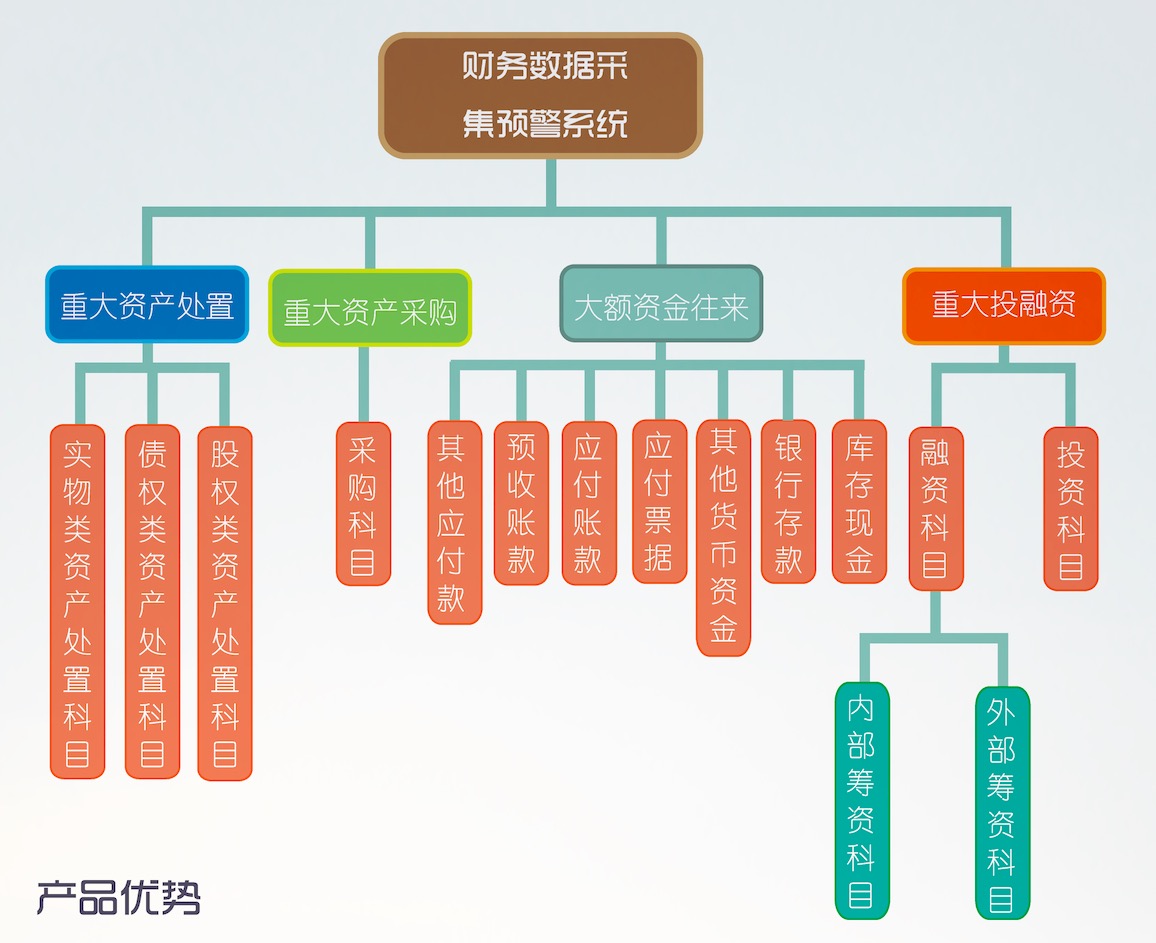 财务数据采
集预警系统
重大资产处置
重大资产采购
大额资金往来
重大投融资
实物类资产处置科目
债权类资产处置科目
股权类资产处置科目
采购科目
其他应付款
预收账款
应付账款
应付票据
其他货币资金
银行存款
库存现金
融资科目
投资科目
内部筹资科目
外部筹资科目
产品优势